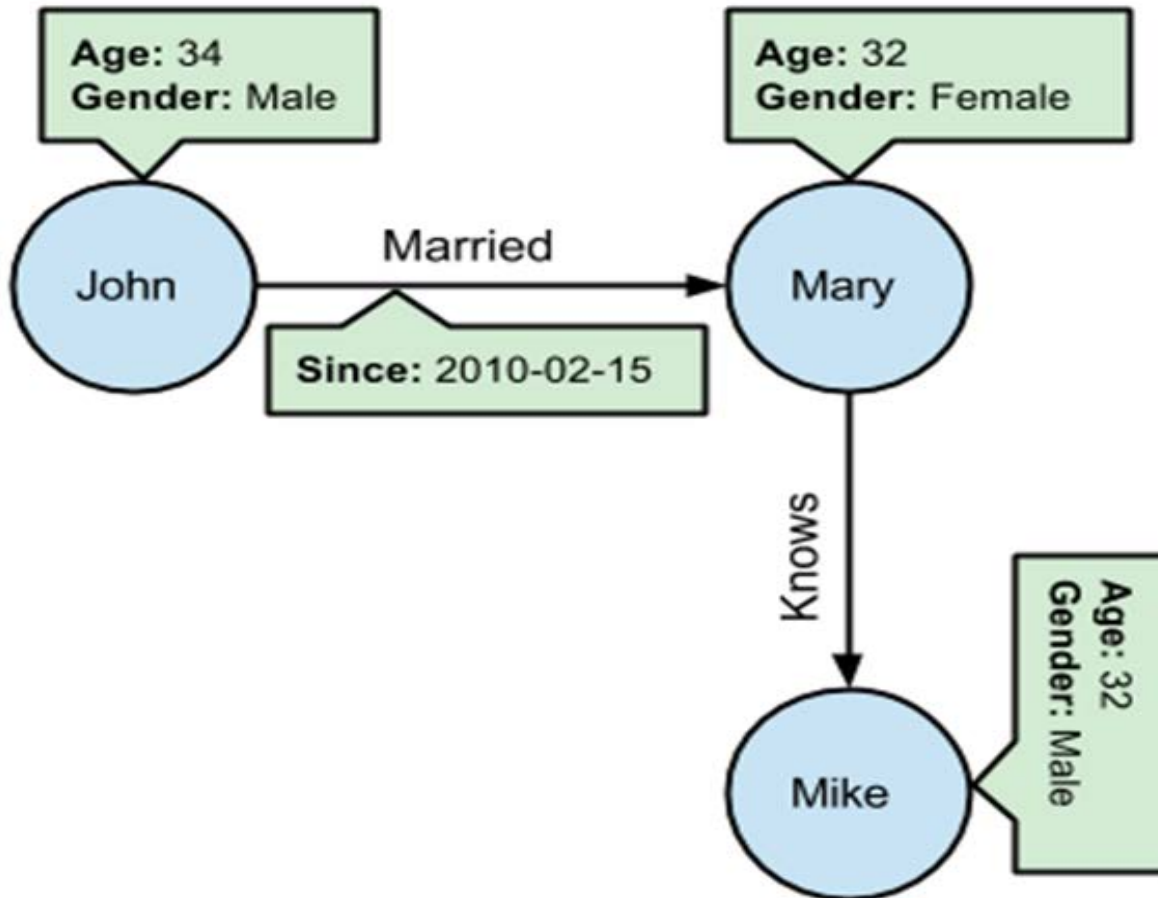 Age: 34
Gender: Male
Age: 32
Gender: Female
John
Married
Mary
Since: 2010-02-15
Knows
Age: 32
Gender: Male
Mike